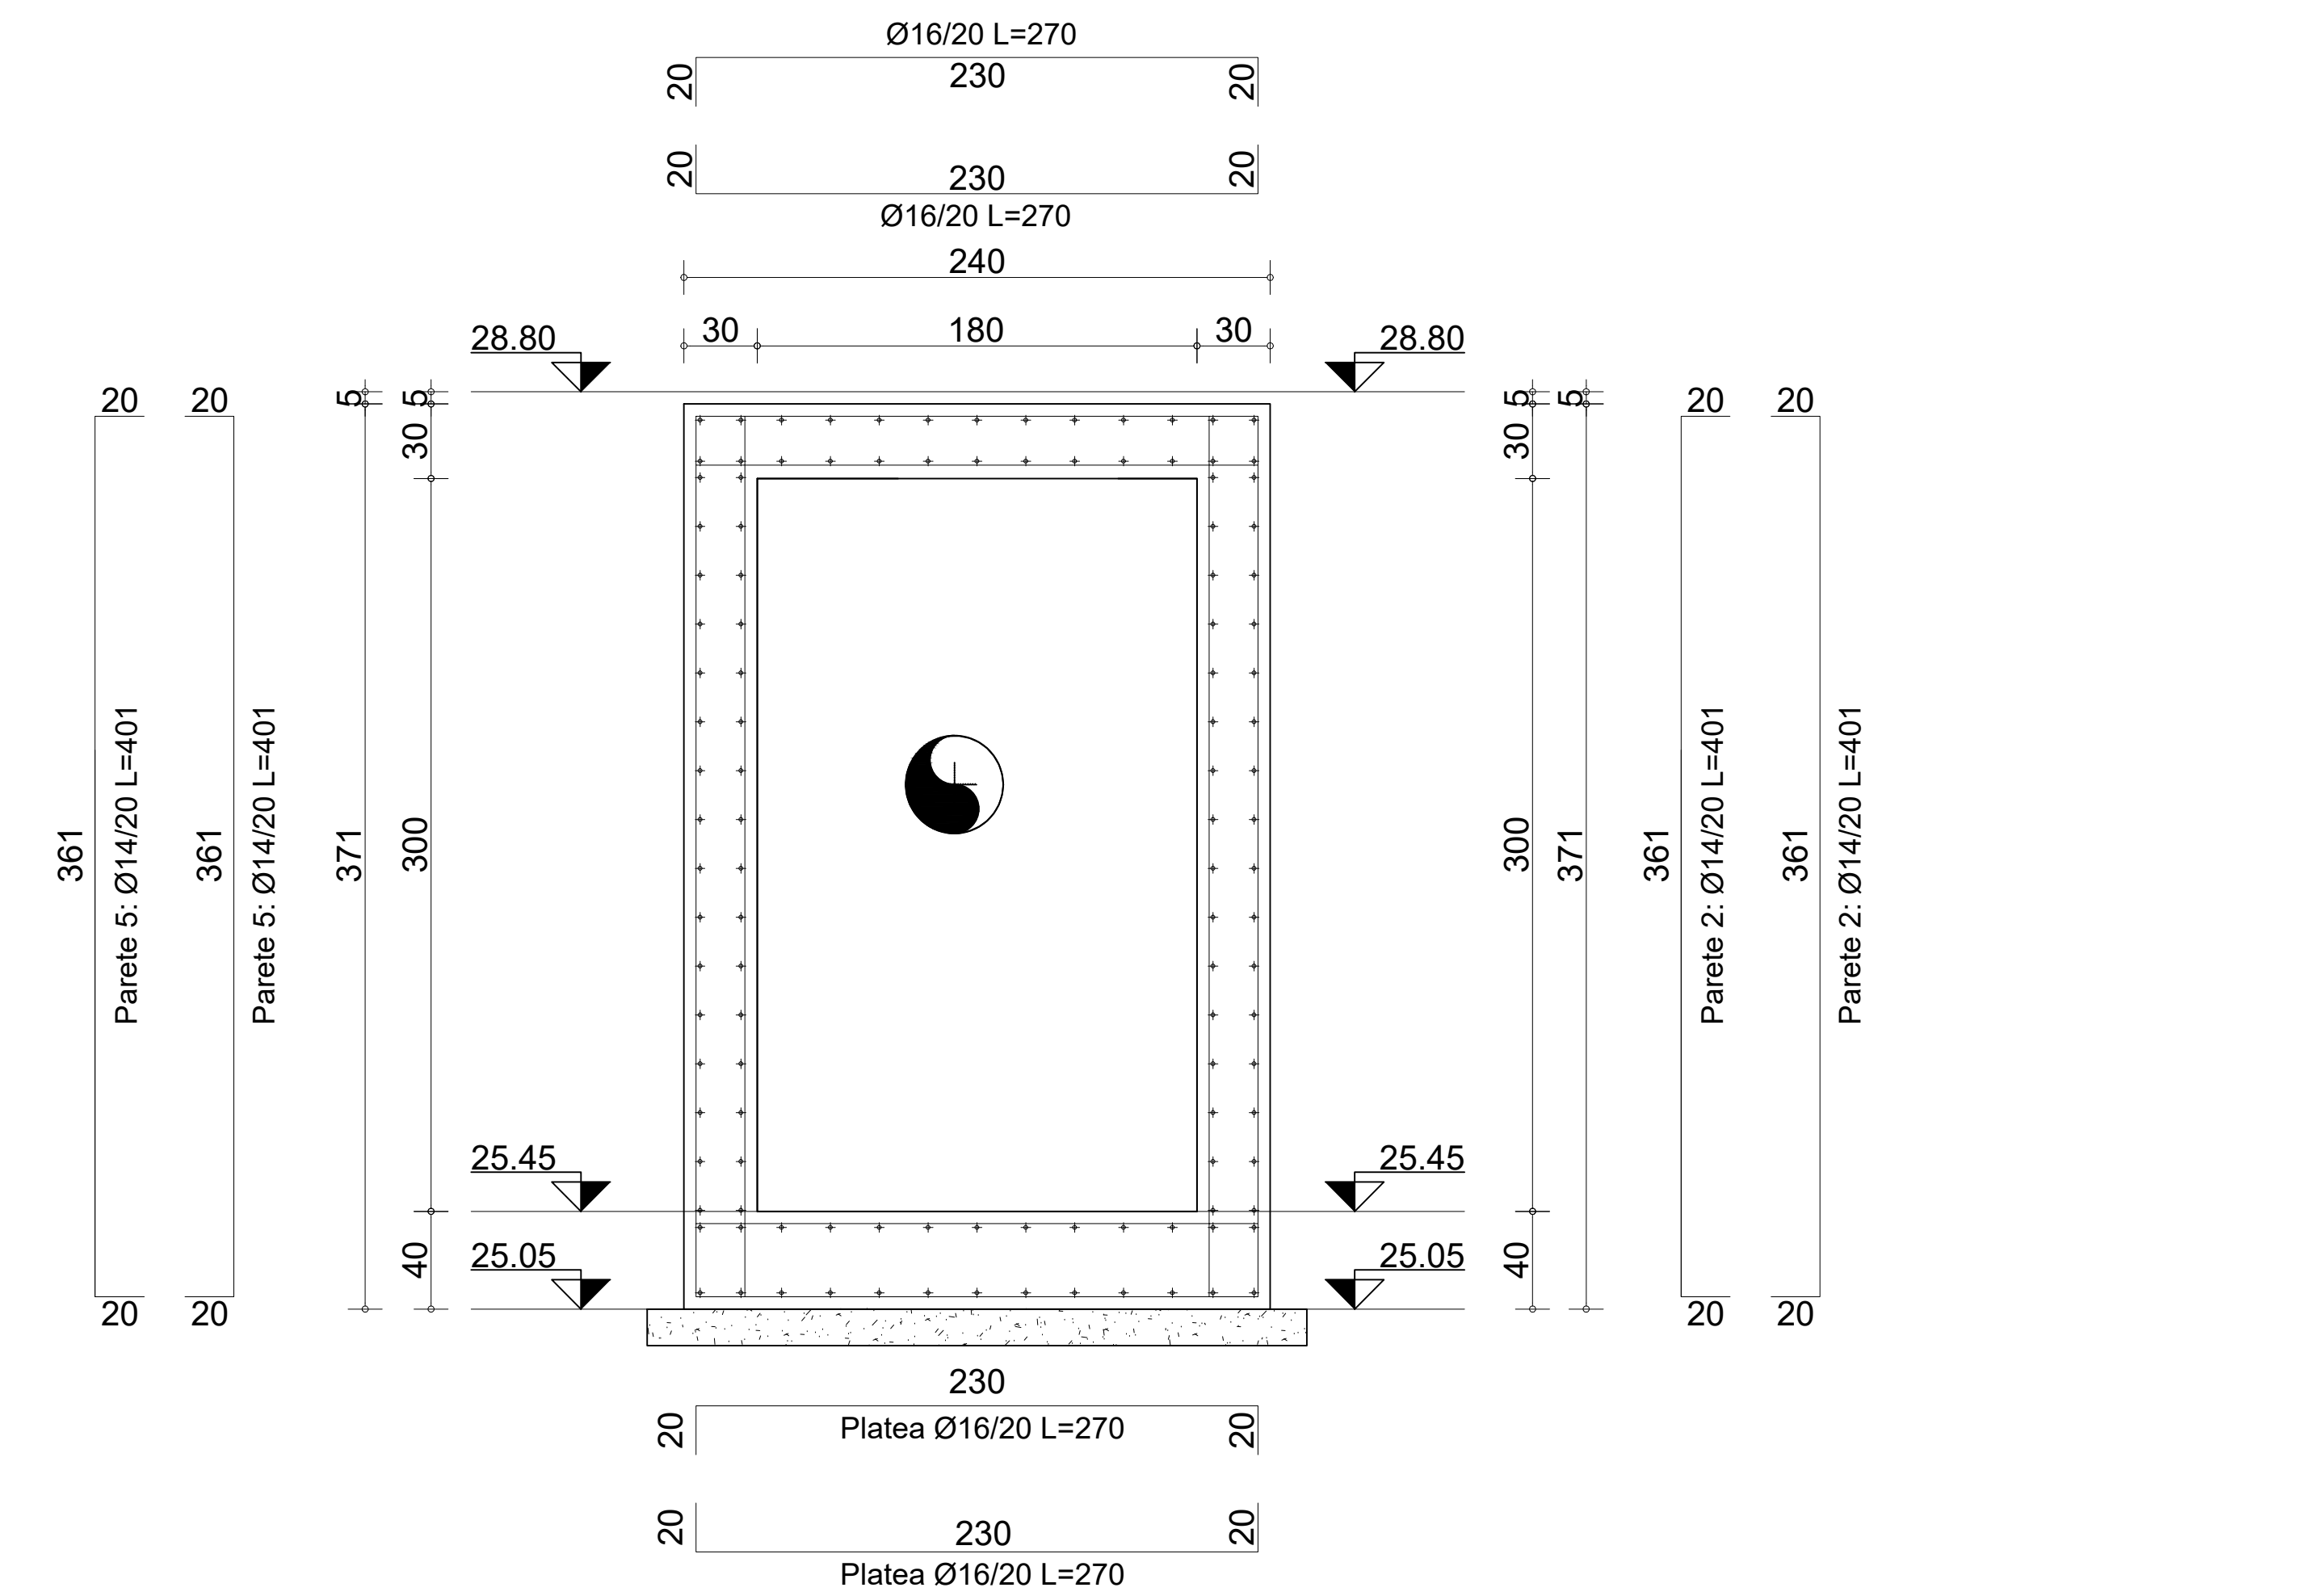 Ø16/20 L=270
20 230 20
20 230 20
Ø16/20 L=270
240
30 180 30
28.80 28.80
20 20 5 5 5 5 20 20
30 30
361 Parete 5: Ø14/20 L=401
361 Parete 5: Ø14/20 L=401
371 300
300 371
361 Parete 2: Ø14/20 L=401
361 Parete 2: Ø14/20 L=401
25.45 25.45
40 25.05 25.05 40
20 20 20 20
230
20 Platea Ø16/20 L=270 20
20 230 20
Platea Ø16/20 L=270